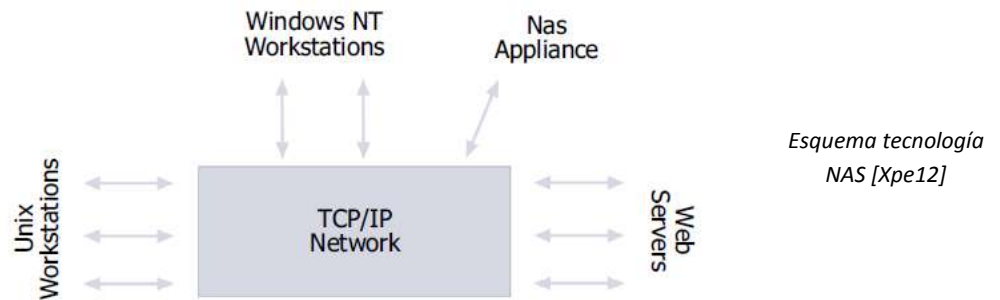 Windows NT
Workstations
Nas
Appliance
Esquema tecnología
NAS [Xpe12]
Unix
Workstations
TCP/IP
Network
Web
Servers